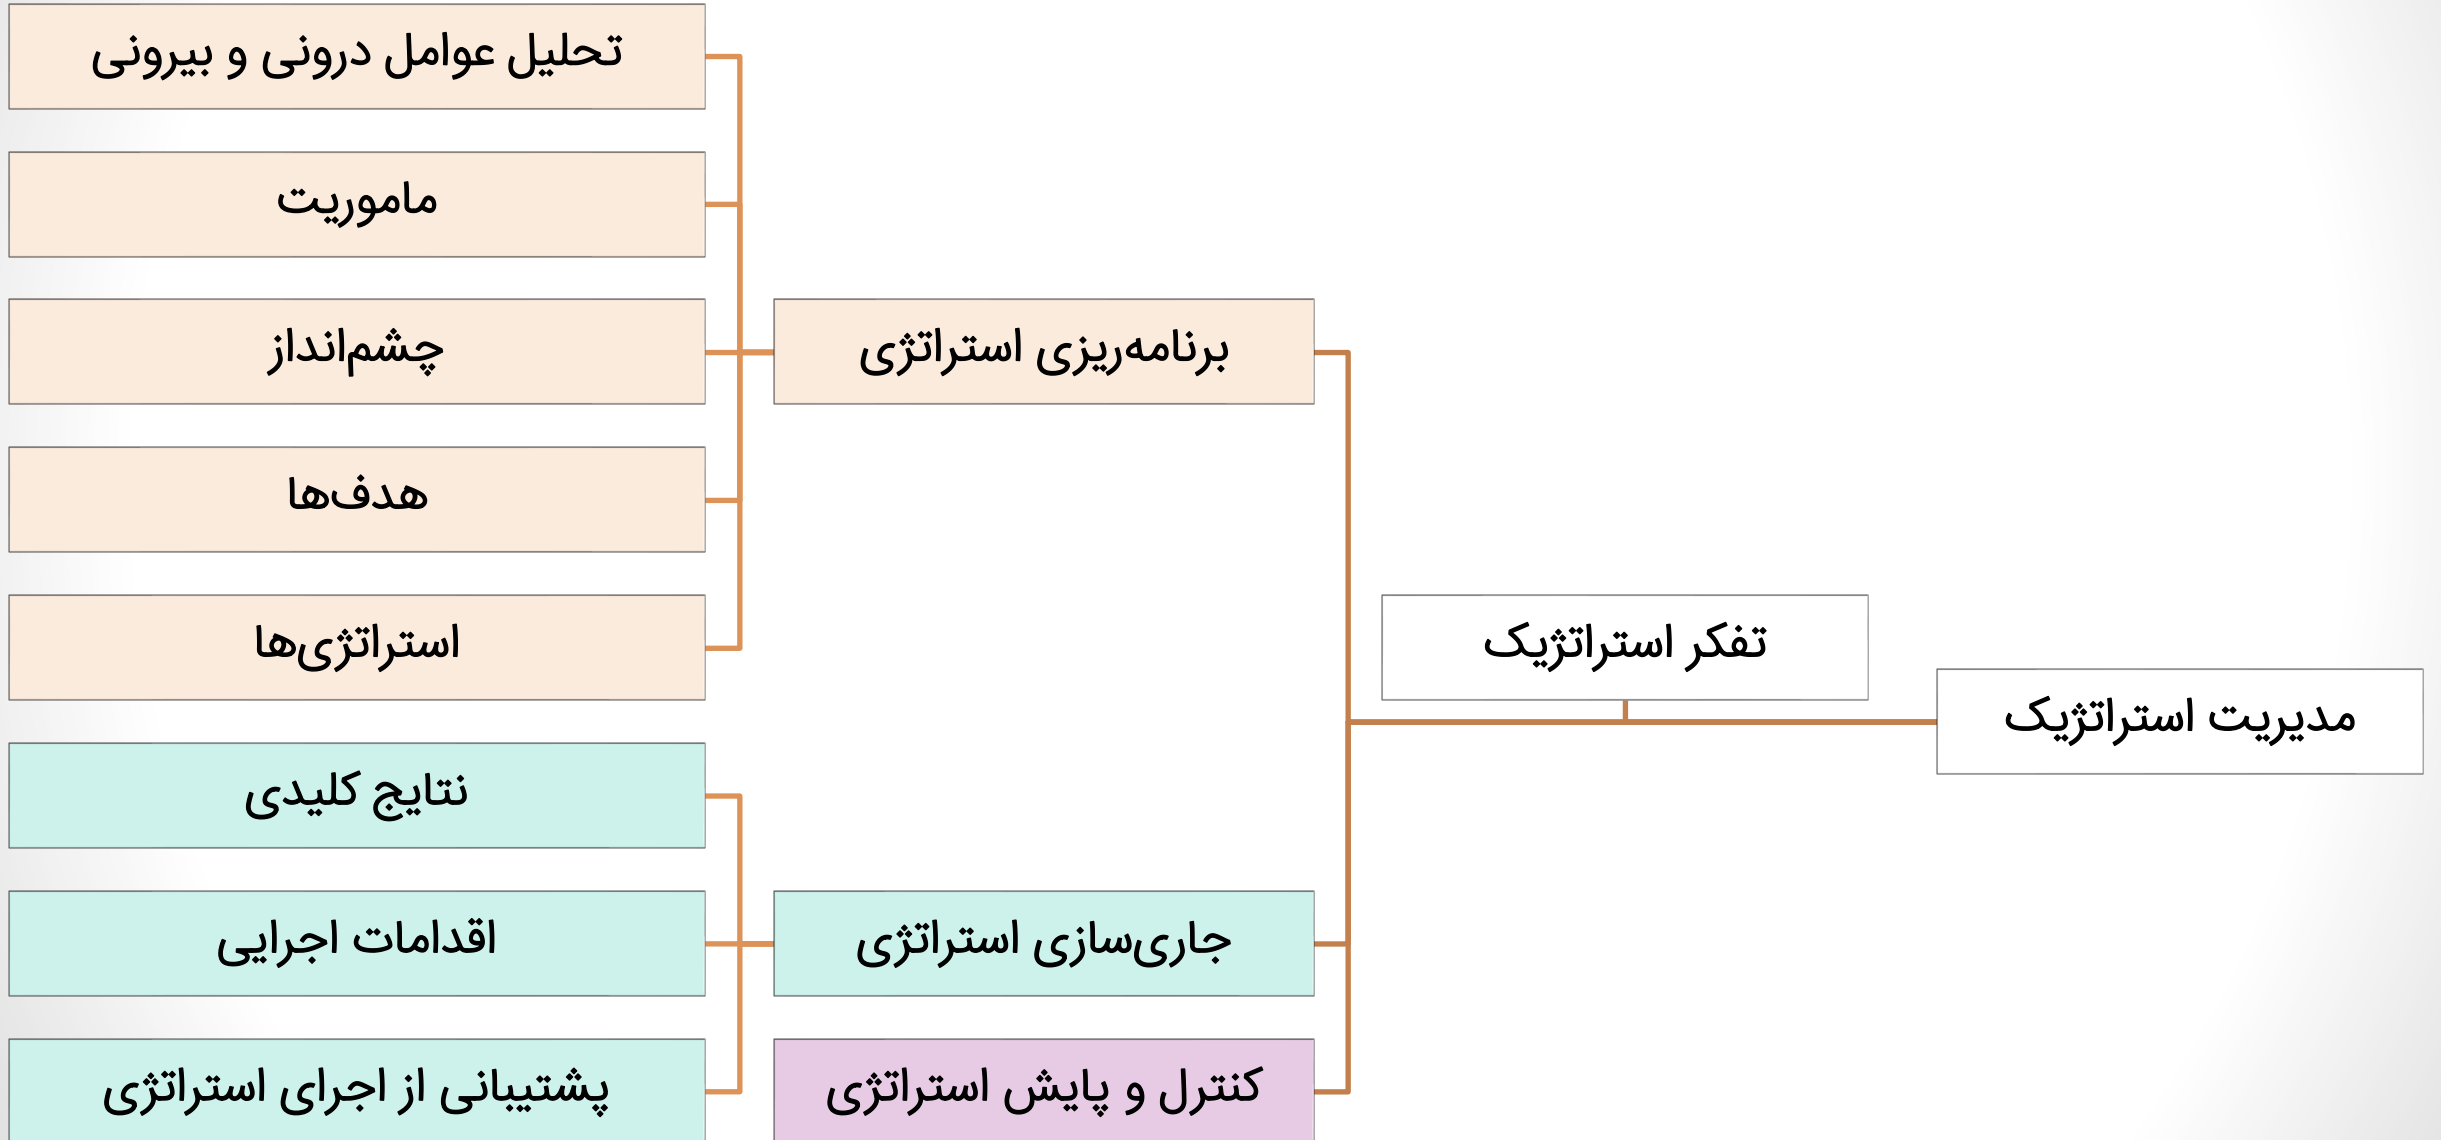 مدیریت استراتژیک
تفکر استراتژیک
برنامه‌ریزی استراتژی
تحلیل عوامل درونی و بیرونی
ماموریت
چشم‌انداز
هدف‌ها
استراتژی‌ها
جاری‌سازی استراتژی
نتایج کلیدی
اقدامات اجرایی
پشتیبانی از اجرای استراتژی
کنترل و پایش استراتژی